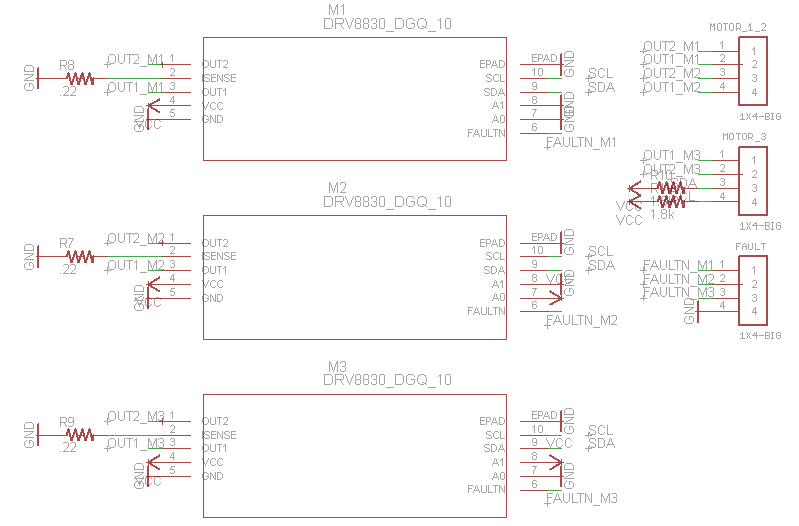 M1
DRV8830_DGQ_10
R8
.22
GND
OUT2_M1
OUT1_M1
1
2
3
4
5
GND
VCC
OUT2
ISENSE
OUT1
VCC
GND
EPAD
SCL
SDA
A1
A0
FAULTN
EPAD
10
9
8
7
6
GND
GND
GND
SCL
SDA
FAULTN_M1
M2
DRV8830_DGQ_10
R7
.22
GND
OUT2_M2
OUT1_M2
1
2
3
4
5
GND
VCC
OUT2
ISENSE
OUT1
VCC
GND
EPAD
SCL
SDA
A1
A0
FAULTN
EPAD
10
9
8
7
6
GND
VCC
GND
SCL
SDA
FAULTN_M2
M3
DRV8830_DGQ_10
R9
.22
GND
OUT2_M3
OUT1_M3
1
2
3
4
5
GND
VCC
OUT2
ISENSE
OUT1
VCC
GND
EPAD
SCL
SDA
A1
A0
FAULTN
EPAD
10
9
8
7
6
GND
VCC
GND
SCL
SDA
FAULTN_M3
MOTOR_1_2
OUT2_M1
OUT1_M1
OUT2_M2
OUT1_M2
1
2
3
4
1
2
3
4
1X4-BIG
MOTOR_3
OUT1_M3
OUT2_M3
1
2
3
4
1
2
3
4
VCC
VCC
1.8k
1X4-BIG
FAULT
FAULTN_M1
FAULTN_M2
FAULTN_M3
GND
1
2
3
4
1
2
3
4
1X4-BIG